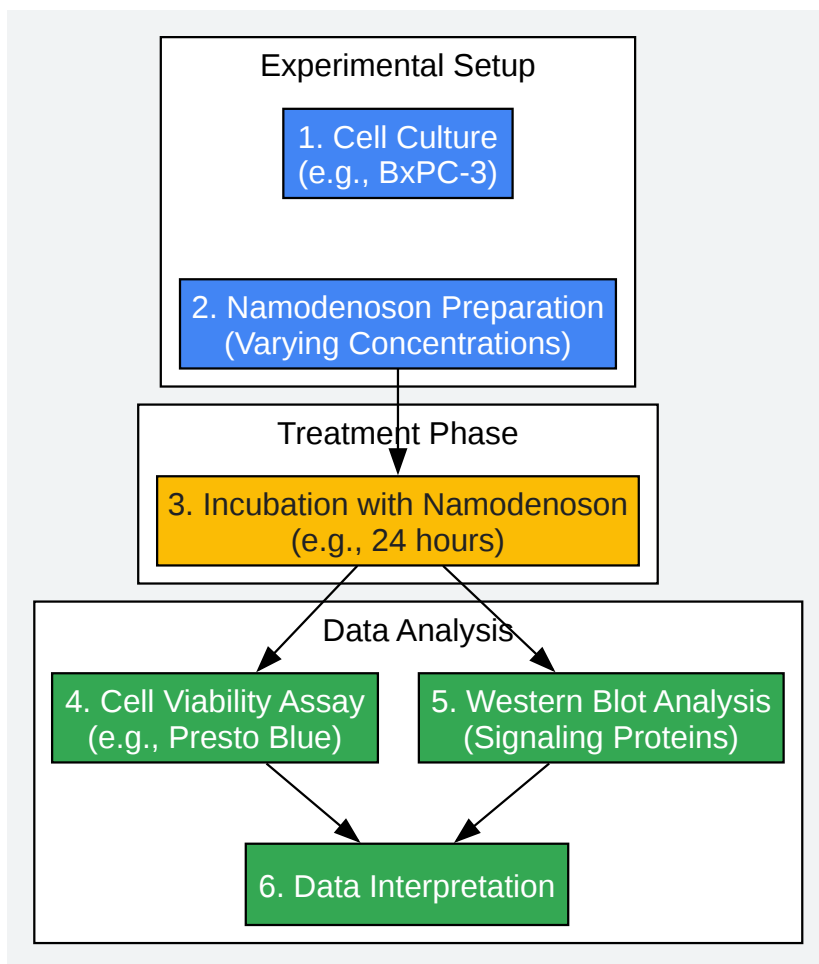 Experimental Setup
1. Cell Culture
(e.g., BxPC-3)
2. Namodenoson Preparation
(Varying Concentrations)
Treatment Phase
3. Incubation with Namodenoson
(e.g., 24 hours)
Data Analysis
4. Cell Viability Assay
(e.g., Presto Blue)
5. Western Blot Analysis
(Signaling Proteins)
6. Data Interpretation